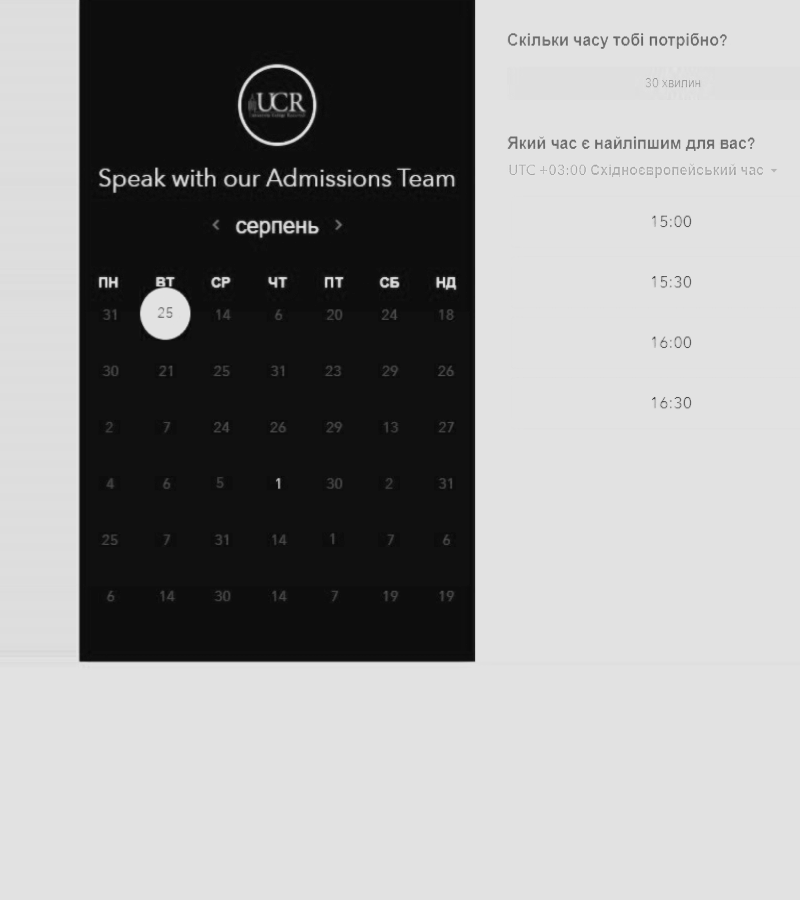 UCR
Speak with our Admissions Team
серпень
ПН ВТ СР ЧТ ПТ СБ НД
31 25 14 6 20 24 18
30 21 25 31 23 29 26
2 7 24 26 29 13 27
4 6 5 1 30 2 31
25 7 31 14 1 7 6
6 14 30 14 7 19 19
Скільки часу тобі потрібно?
30 хвилин
Який час є найліпшим для вас?
UTC +03:00 Східноєвропейський час
15:00
15:30
16:00
16:30